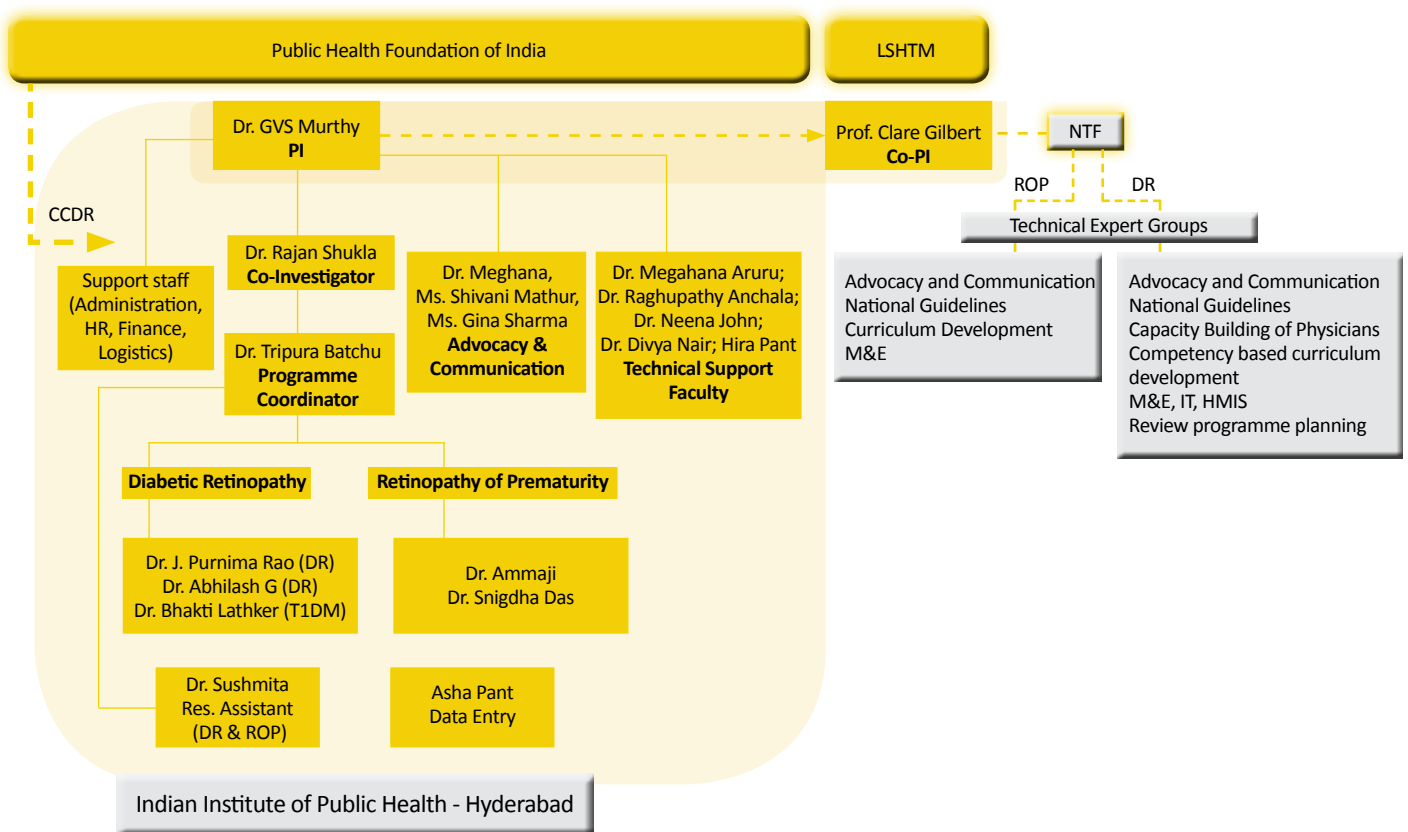 Public Health Foundation of India
LSHTM
Dr. GVS Murthy
PI
Prof. Clare Gilbert
Co-PI
NTF
ROP
DR
CCDR
Technical Expert Groups
Support staff
(Administration,
HR, Finance,
Logistics)
Dr. Rajan Shukla
Co-Investigator
Dr. Tripura Batchu
Programme
Coordinator
Dr. Meghana,
Ms. Shivani Mathur,
Ms. Gina Sharma
Advocacy &
Communication
Dr. Megahana Aruru;
Dr. Raghupathy Anchala;
Dr. Neena John;
Dr. Divya Nair; Hira Pant
Technical Support
Faculty
Advocacy and Communication
National Guidelines
Curriculum Development
M&E
Advocacy and Communication
National Guidelines
Capacity Building of Physicians
Competency based curriculum
development
M&E, IT, HMIS
Review programme planning
Diabetic Retinopathy
Retinopathy of Prematurity
Dr. J. Purnima Rao (DR)
Dr. Abhilash G (DR)
Dr. Bhakti Lathker (T1DM)
Dr. Ammaji
Dr. Snigdha Das
Dr. Sushmita
Res. Assistant
(DR & ROP)
Asha Pant
Data Entry
Indian Institute of Public Health - Hyderabad